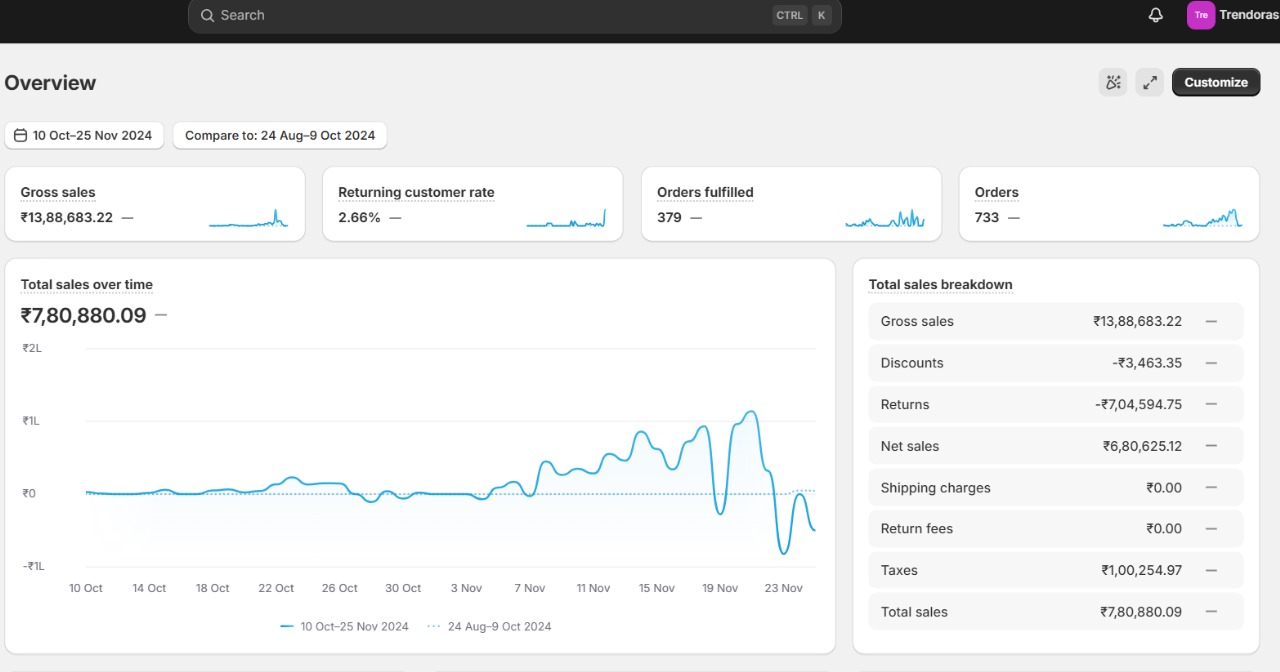 Search CTRL K Tre Trendoras
Overview Customize
10 Oct–25 Nov 2024 Compare to: 24 Aug–9 Oct 2024
Gross sales
₹13,88,683.22 —
Returning customer rate
2.66% —
Orders fulfilled
379 —
Orders
733 —
Total sales over time
₹7,80,880.09 —
₹2L
₹1L
₹0
-₹1L
10 Oct 14 Oct 18 Oct 22 Oct 26 Oct 30 Oct 3 Nov 7 Nov 11 Nov 15 Nov 19 Nov 23 Nov
10 Oct–25 Nov 2024 24 Aug–9 Oct 2024
Total sales breakdown
Gross sales ₹13,88,683.22 —
Discounts -₹3,463.35 —
Returns -₹7,04,594.75 —
Net sales ₹6,80,625.12 —
Shipping charges ₹0.00 —
Return fees ₹0.00 —
Taxes ₹1,00,254.97 —
Total sales ₹7,80,880.09 —